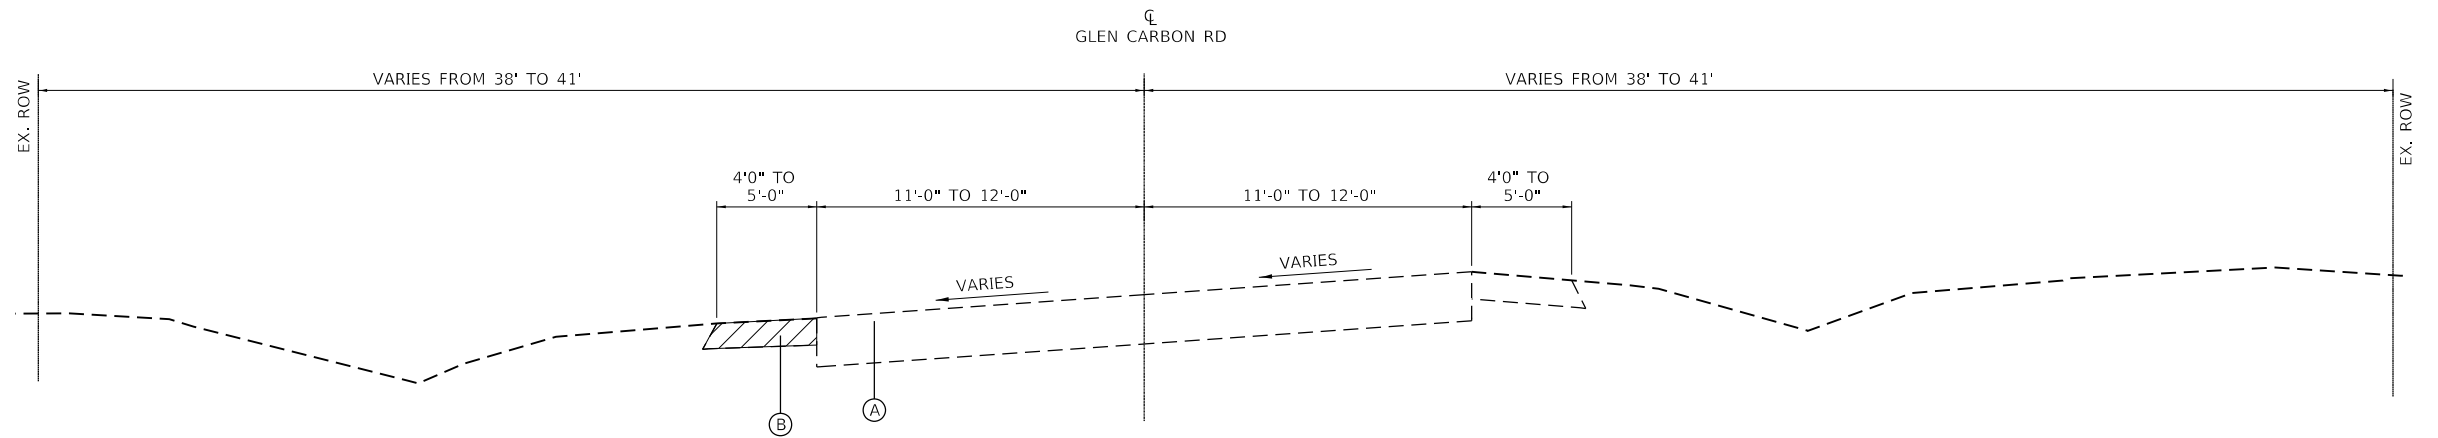 ℄
GLEN CARBON RD
VARIES FROM 38' TO 41'
VARIES FROM 38' TO 41'
EX. ROW
EX. ROW
4'0" TO
5'-0"
11'-0" TO 12'-0"
11'-0" TO 12'-0"
4'0" TO
5'-0"
VARIES
VARIES
A
B